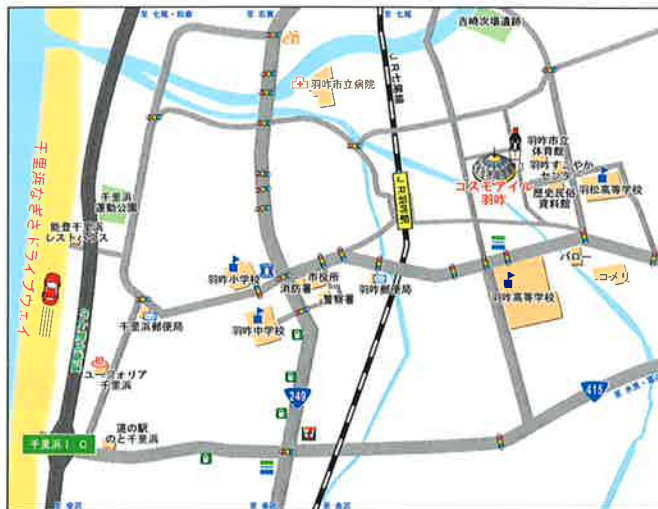 至 七尾・和倉
至 志賀
至 七尾
吉崎次場遺跡
JR七尾線
羽咋市立病院
羽咋市立
体育館
羽咋すこやか
センター
コスモアイル
羽咋
歴史民俗
資料館
羽松高等学校
千里浜なぎさドライブウェイ
千里浜
運動公園
能登千里浜
レストハウス
JR羽咋駅
羽咋小学校
市役所
消防署
警察署
羽咋郵便局
バロー
コメリ
羽咋高等学校
千里浜郵便局
羽咋中学校
ユーフォリア
千里浜
249
415
道の駅
のと千里浜
千里浜IC
至 金沢
至 金沢
至 金沢